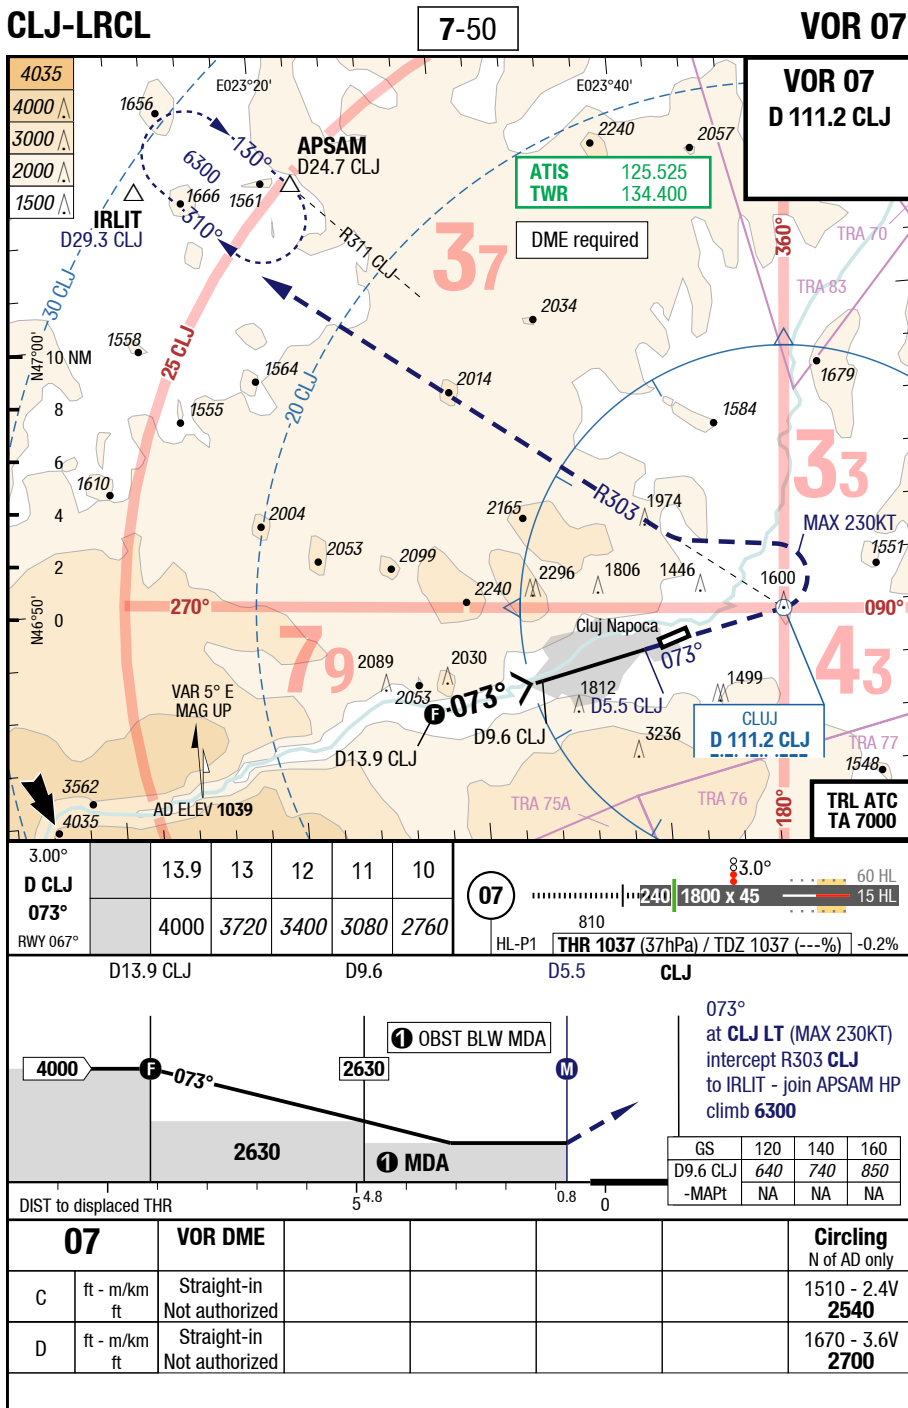 CLJ-LRCL
7-50
VOR 07
4035
4000
3000
2000
1500
E023°20'
E023°40'
VOR 07
D 111.2 CLJ
1656
130°
6300
310°
1666
1561
APSAM
D24.7 CLJ
IRLIT
D29.3 CLJ
R311 CLJ
2240
2057
ATIS 125.525
TWR 134.400
DME required
37
360°
TRA 70
TRA 83
30 CLJ
25 CLJ
20 CLJ
N47°00'
10 NM
8
6
4
2
0
N46°50'
1558
1564
1555
1610
2034
2014
1679
1584
33
2004
2053
2099
2165
2240
R303
1974
MAX 230KT
1551
2296
1806
1446
1600
270°
090°
Cluj Napoca
073°
79
43
2089
2030
2053
F
073°
1812
D5.5 CLJ
1499
VAR 5° E
MAG UP
D13.9 CLJ
D9.6 CLJ
3236
CLUJ
D 111.2 CLJ
TRA 77
1548
3562
4035
AD ELEV 1039
TRA 75A
TRA 76
180°
TRL ATC
TA 7000
3.00°
D CLJ
073°
RWY 067°
13.9 13 12 11 10
4000 3720 3400 3080 2760
07
3.0°
60 HL
240 1800 x 45
15 HL
810
HL-P1
THR 1037 (37hPa) / TDZ 1037 (---%)
-0.2%
D13.9 CLJ
D9.6
D5.5
CLJ
4000
F
073°
2630
1 OBST BLW MDA
M
2630
1 MDA
073°
at CLJ LT (MAX 230KT)
intercept R303 CLJ
to IRLIT - join APSAM HP
climb 6300
GS 120 140 160
D9.6 CLJ 640 740 850
-MAPt NA NA NA
DIST to displaced THR
5 4.8
0.8
0
07 VOR DME Circling
N of AD only
C ft - m/km Straight-in 1510 - 2.4V
ft Not authorized 2540
D ft - m/km Straight-in 1670 - 3.6V
ft Not authorized 2700